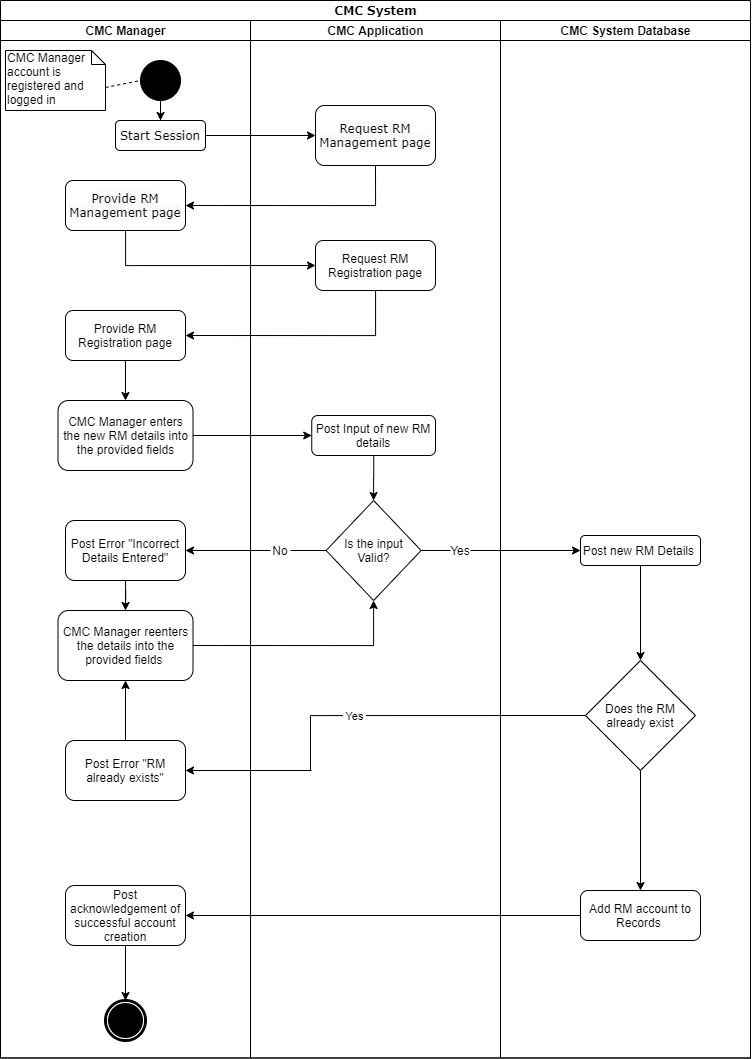 CMC System
CMC Manager
CMC Application
CMC System Database
CMC Manager
account is
registered and
logged in
Start Session
Request RM
Management page
Provide RM
Management page
Request RM
Registration page
Provide RM
Registration page
CMC Manager enters
the new RM details into
the provided fields
Post Input of new RM
details
Is the input
Valid?
No
Yes
Post Error "Incorrect
Details Entered"
Post new RM Details
CMC Manager reenters
the details into the
provided fields
Does the RM
already exist
Yes
Post Error "RM
already exists"
Post
acknowledgement of
successful account
creation
Add RM account to
Records